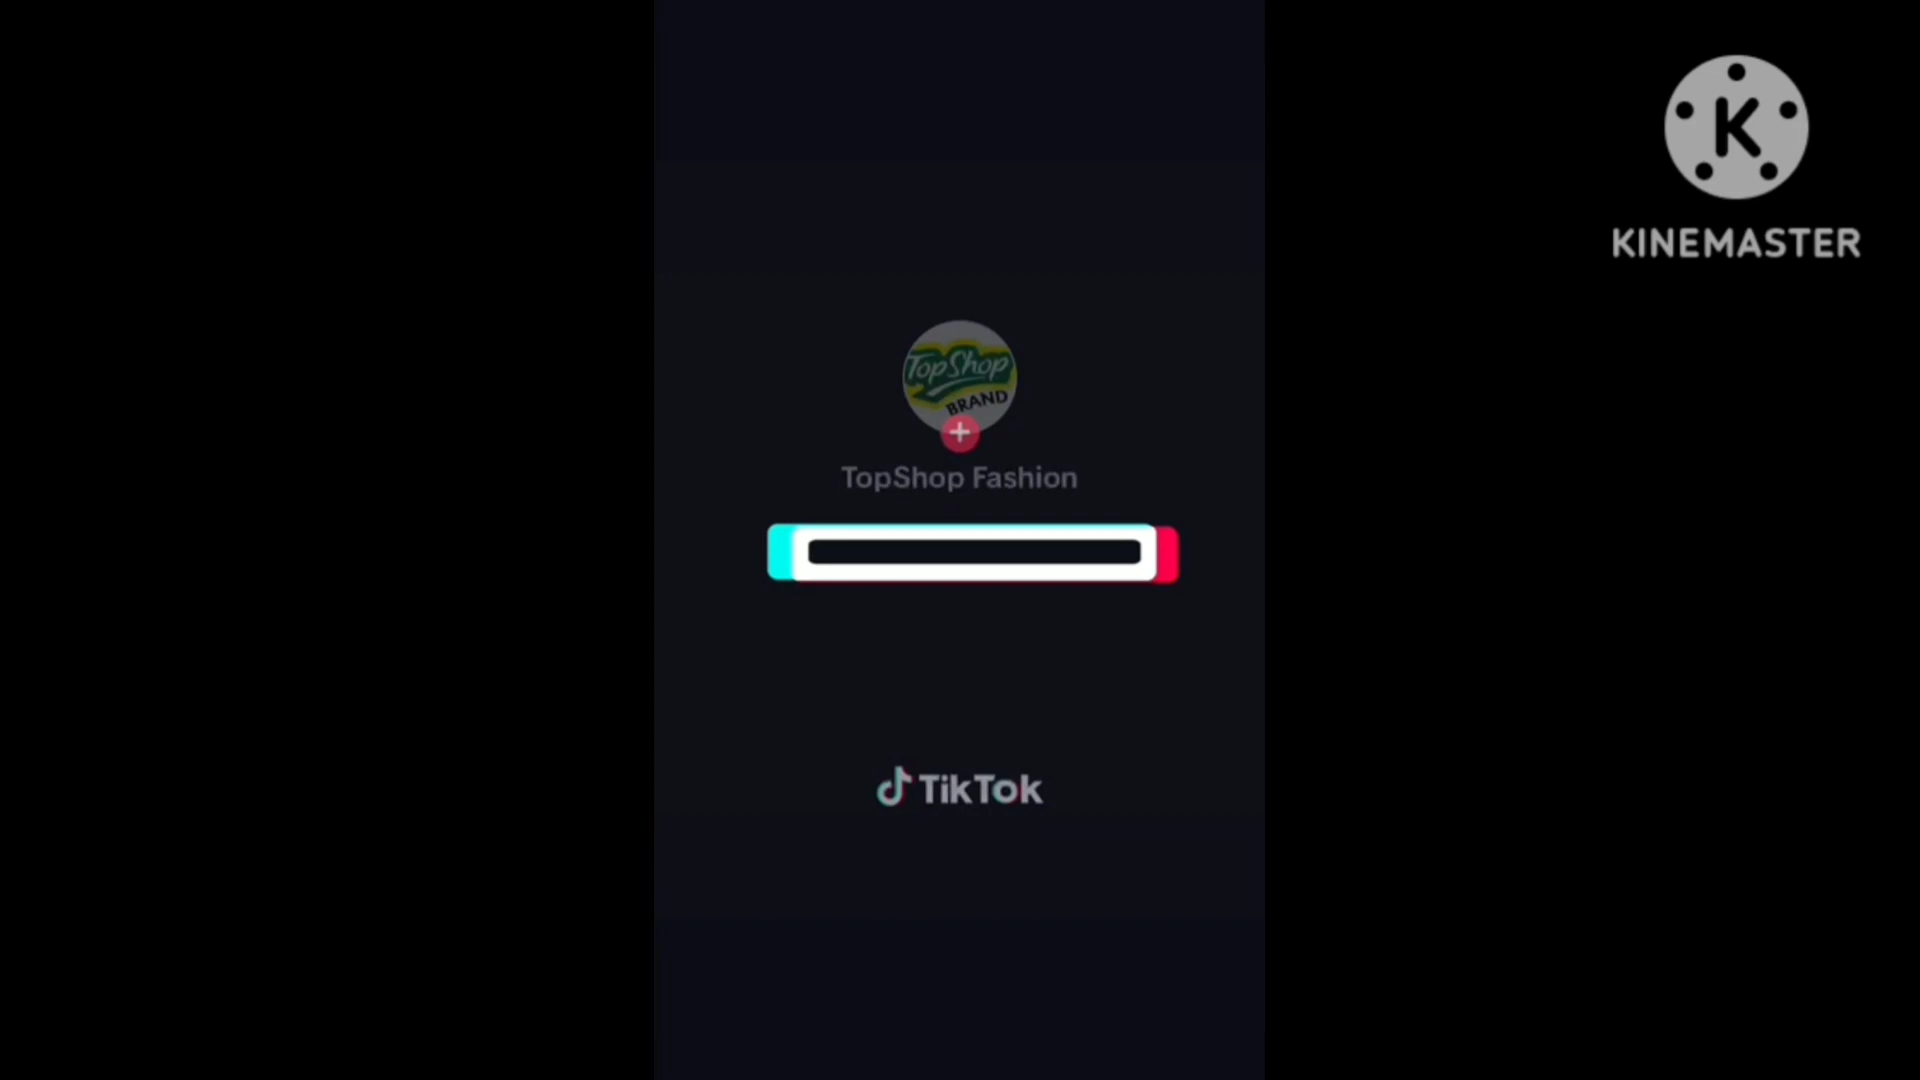 K
KINEMASTER
TopShop
BRAND
TopShop Fashion
TikTok